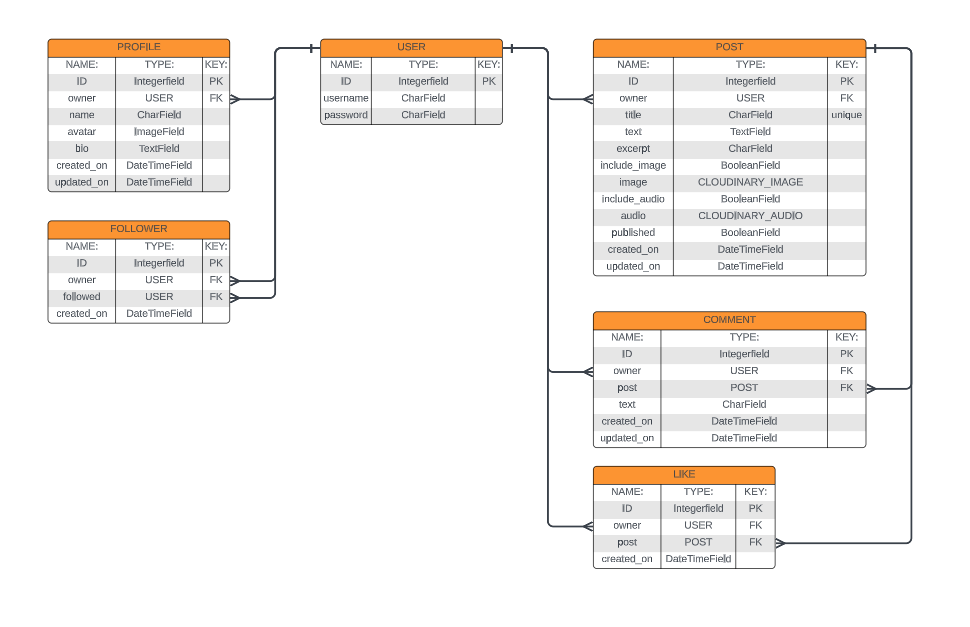 PROFILE
NAME: TYPE: KEY:
ID Integerfield PK
owner USER FK
name CharField
avatar ImageField
bio TextField
created_on DateTimeField
updated_on DateTimeField
FOLLOWER
NAME: TYPE: KEY:
ID Integerfield PK
owner USER FK
followed USER FK
created_on DateTimeField
USER
NAME: TYPE: KEY:
ID Integerfield PK
username CharField
password CharField
POST
NAME: TYPE: KEY:
ID Integerfield PK
owner USER FK
title CharField unique
text TextField
excerpt CharField
include_image BooleanField
image CLOUDINARY_IMAGE
include_audio BooleanField
audio CLOUDINARY_AUDIO
published BooleanField
created_on DateTimeField
updated_on DateTimeField
COMMENT
NAME: TYPE: KEY:
ID Integerfield PK
owner USER FK
post POST FK
text CharField
created_on DateTimeField
updated_on DateTimeField
LIKE
NAME: TYPE: KEY:
ID Integerfield PK
owner USER FK
post POST FK
created_on DateTimeField